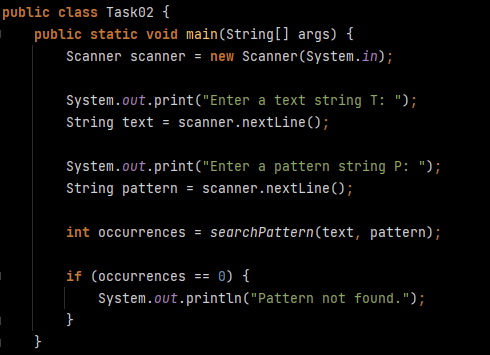 public class Task02 {
public static void main(String[] args) {
Scanner scanner = new Scanner(System.in);
System.out.print("Enter a text string T: ");
String text = scanner.nextLine();
System.out.print("Enter a pattern string P: ");
String pattern = scanner.nextLine();
int occurrences = searchPattern(text, pattern);
if (occurrences == 0) {
System.out.println("Pattern not found.");
}
}